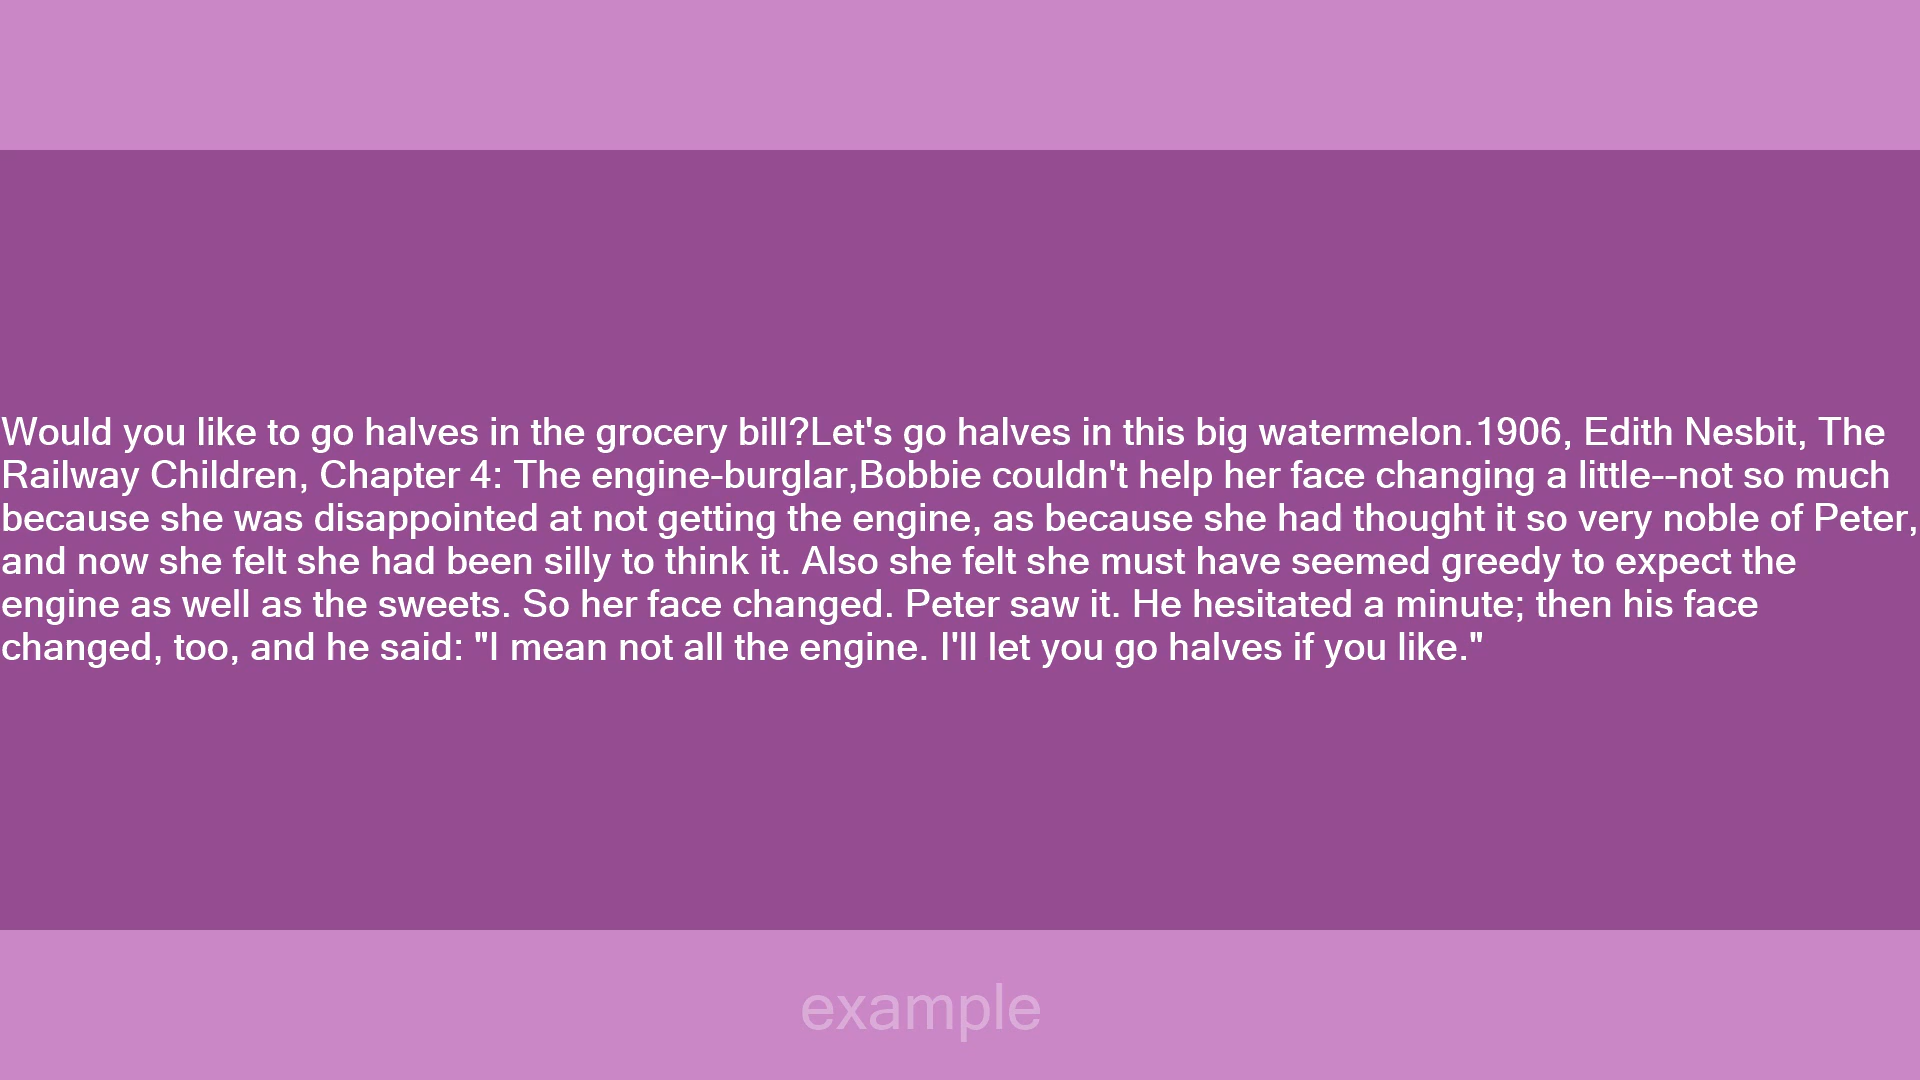 Would you like to go halves in the grocery bill?Let's go halves in this big watermelon.1906, Edith Nesbit, The
Railway Children, Chapter 4: The engine-burglar,Bobbie couldn't help her face changing a little--not so much
because she was disappointed at not getting the engine, as because she had thought it so very noble of Peter,
and now she felt she had been silly to think it. Also she felt she must have seemed greedy to expect the
engine as well as the sweets. So her face changed. Peter saw it. He hesitated a minute; then his face
changed, too, and he said: "I mean not all the engine. I'll let you go halves if you like."
example